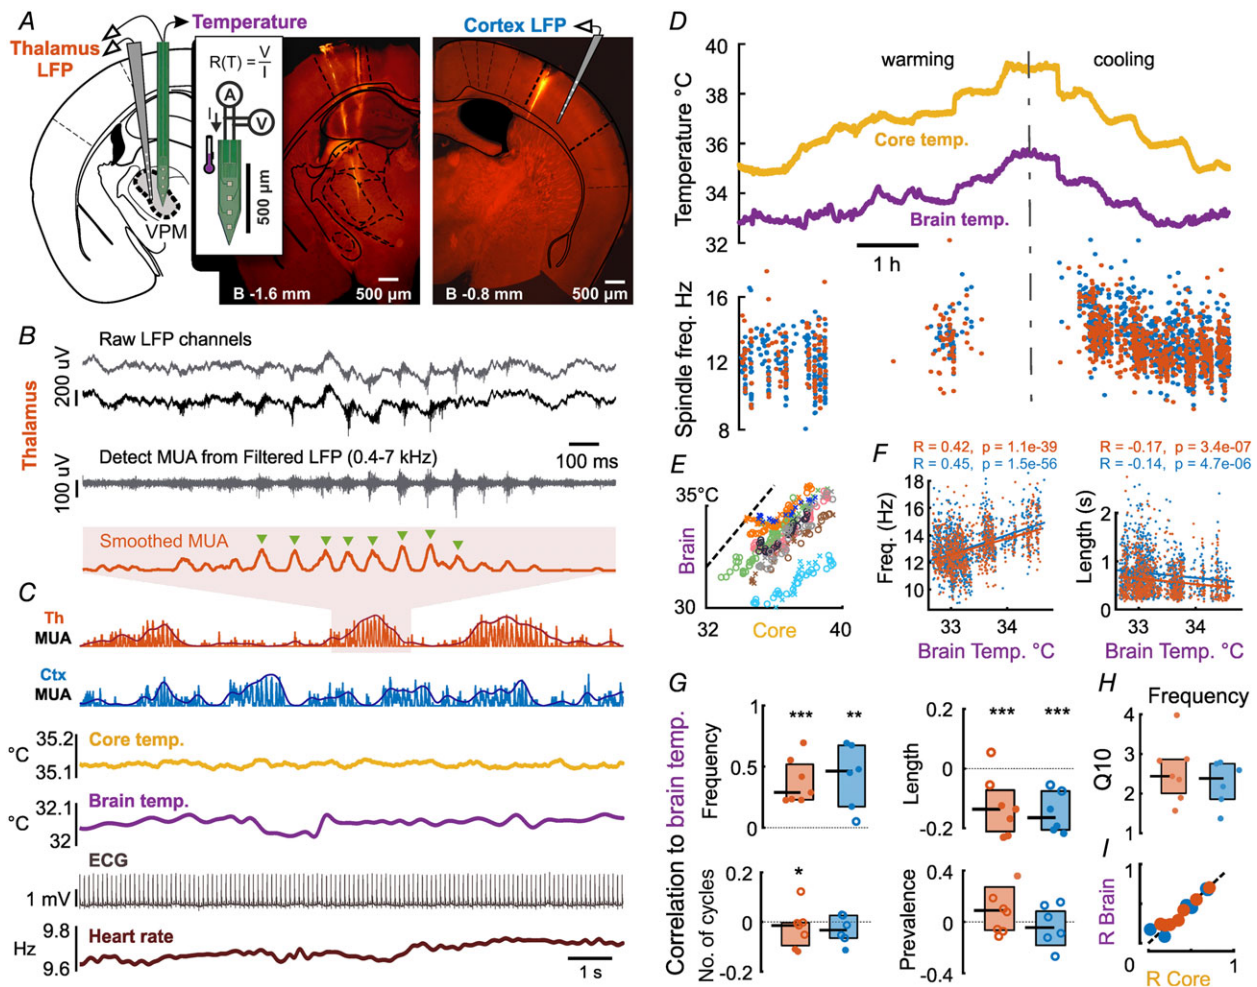 A
Temperature
Thalamus
LFP
Cortex LFP
R(T) = V
I
A
I
V
500 µm
VPM
B -1.6 mm
500 µm
B -0.8 mm
500 µm
B
Raw LFP channels
200 uV
Thalamus
100 ms
Detect MUA from Filtered LFP (0.4-7 kHz)
100 uV
Smoothed MUA
C
Th
MUA
Ctx
MUA
°C
35.2
35.1
Core temp.
°C
32.1
32
Brain temp.
ECG
1 mV
Hz
9.8
9.6
Heart rate
1 s
D
Temperature °C
40
38
36
34
32
warming
cooling
Core temp.
Brain temp.
1 h
Spindle freq. Hz
16
12
8
E
35°C
Brain
30
32
Core
40
F
R = 0.42, p = 1.1e-39
R = 0.45, p = 1.5e-56
Freq. (Hz)
18
16
14
12
10
33
34
Brain Temp. °C
R = -0.17, p = 3.4e-07
R = -0.14, p = 4.7e-06
Length (s)
2
1
0
33
34
Brain Temp. °C
G
Correlation to brain temp.
Frequency
1
0.5
0
***
**
Length
0.2
0
-0.2
***
***
No. of cycles
0.2
0
-0.2
*
Prevalence
0.4
0
-0.4
H
Frequency
Q10
4
3
2
1
I
R Brain
1
0
0
1
R Core